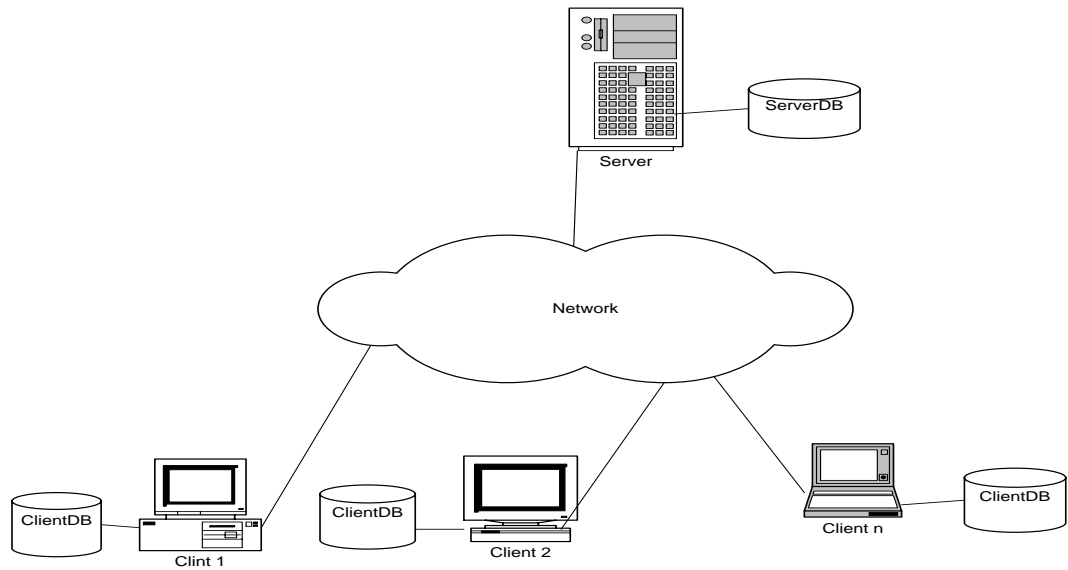 ServerDB
Server
Network
ClientDB
Clint 1
ClientDB
Client 2
ClientDB
Client n